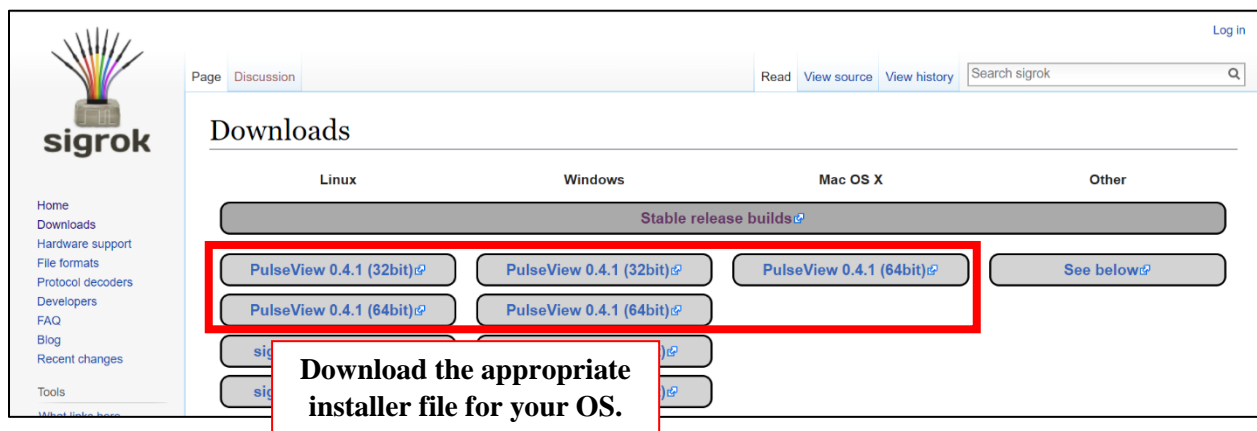 Log in
Page Discussion Read View source View history Search sigrok
sigrok
Downloads
Linux Windows Mac OS X Other
Home
Downloads
Hardware support
File formats
Protocol decoders
Developers
FAQ
Blog
Recent changes
Tools
Stable release builds
PulseView 0.4.1 (32bit) PulseView 0.4.1 (32bit) PulseView 0.4.1 (64bit) See below
PulseView 0.4.1 (64bit) PulseView 0.4.1 (64bit)
Download the appropriate
installer file for your OS.